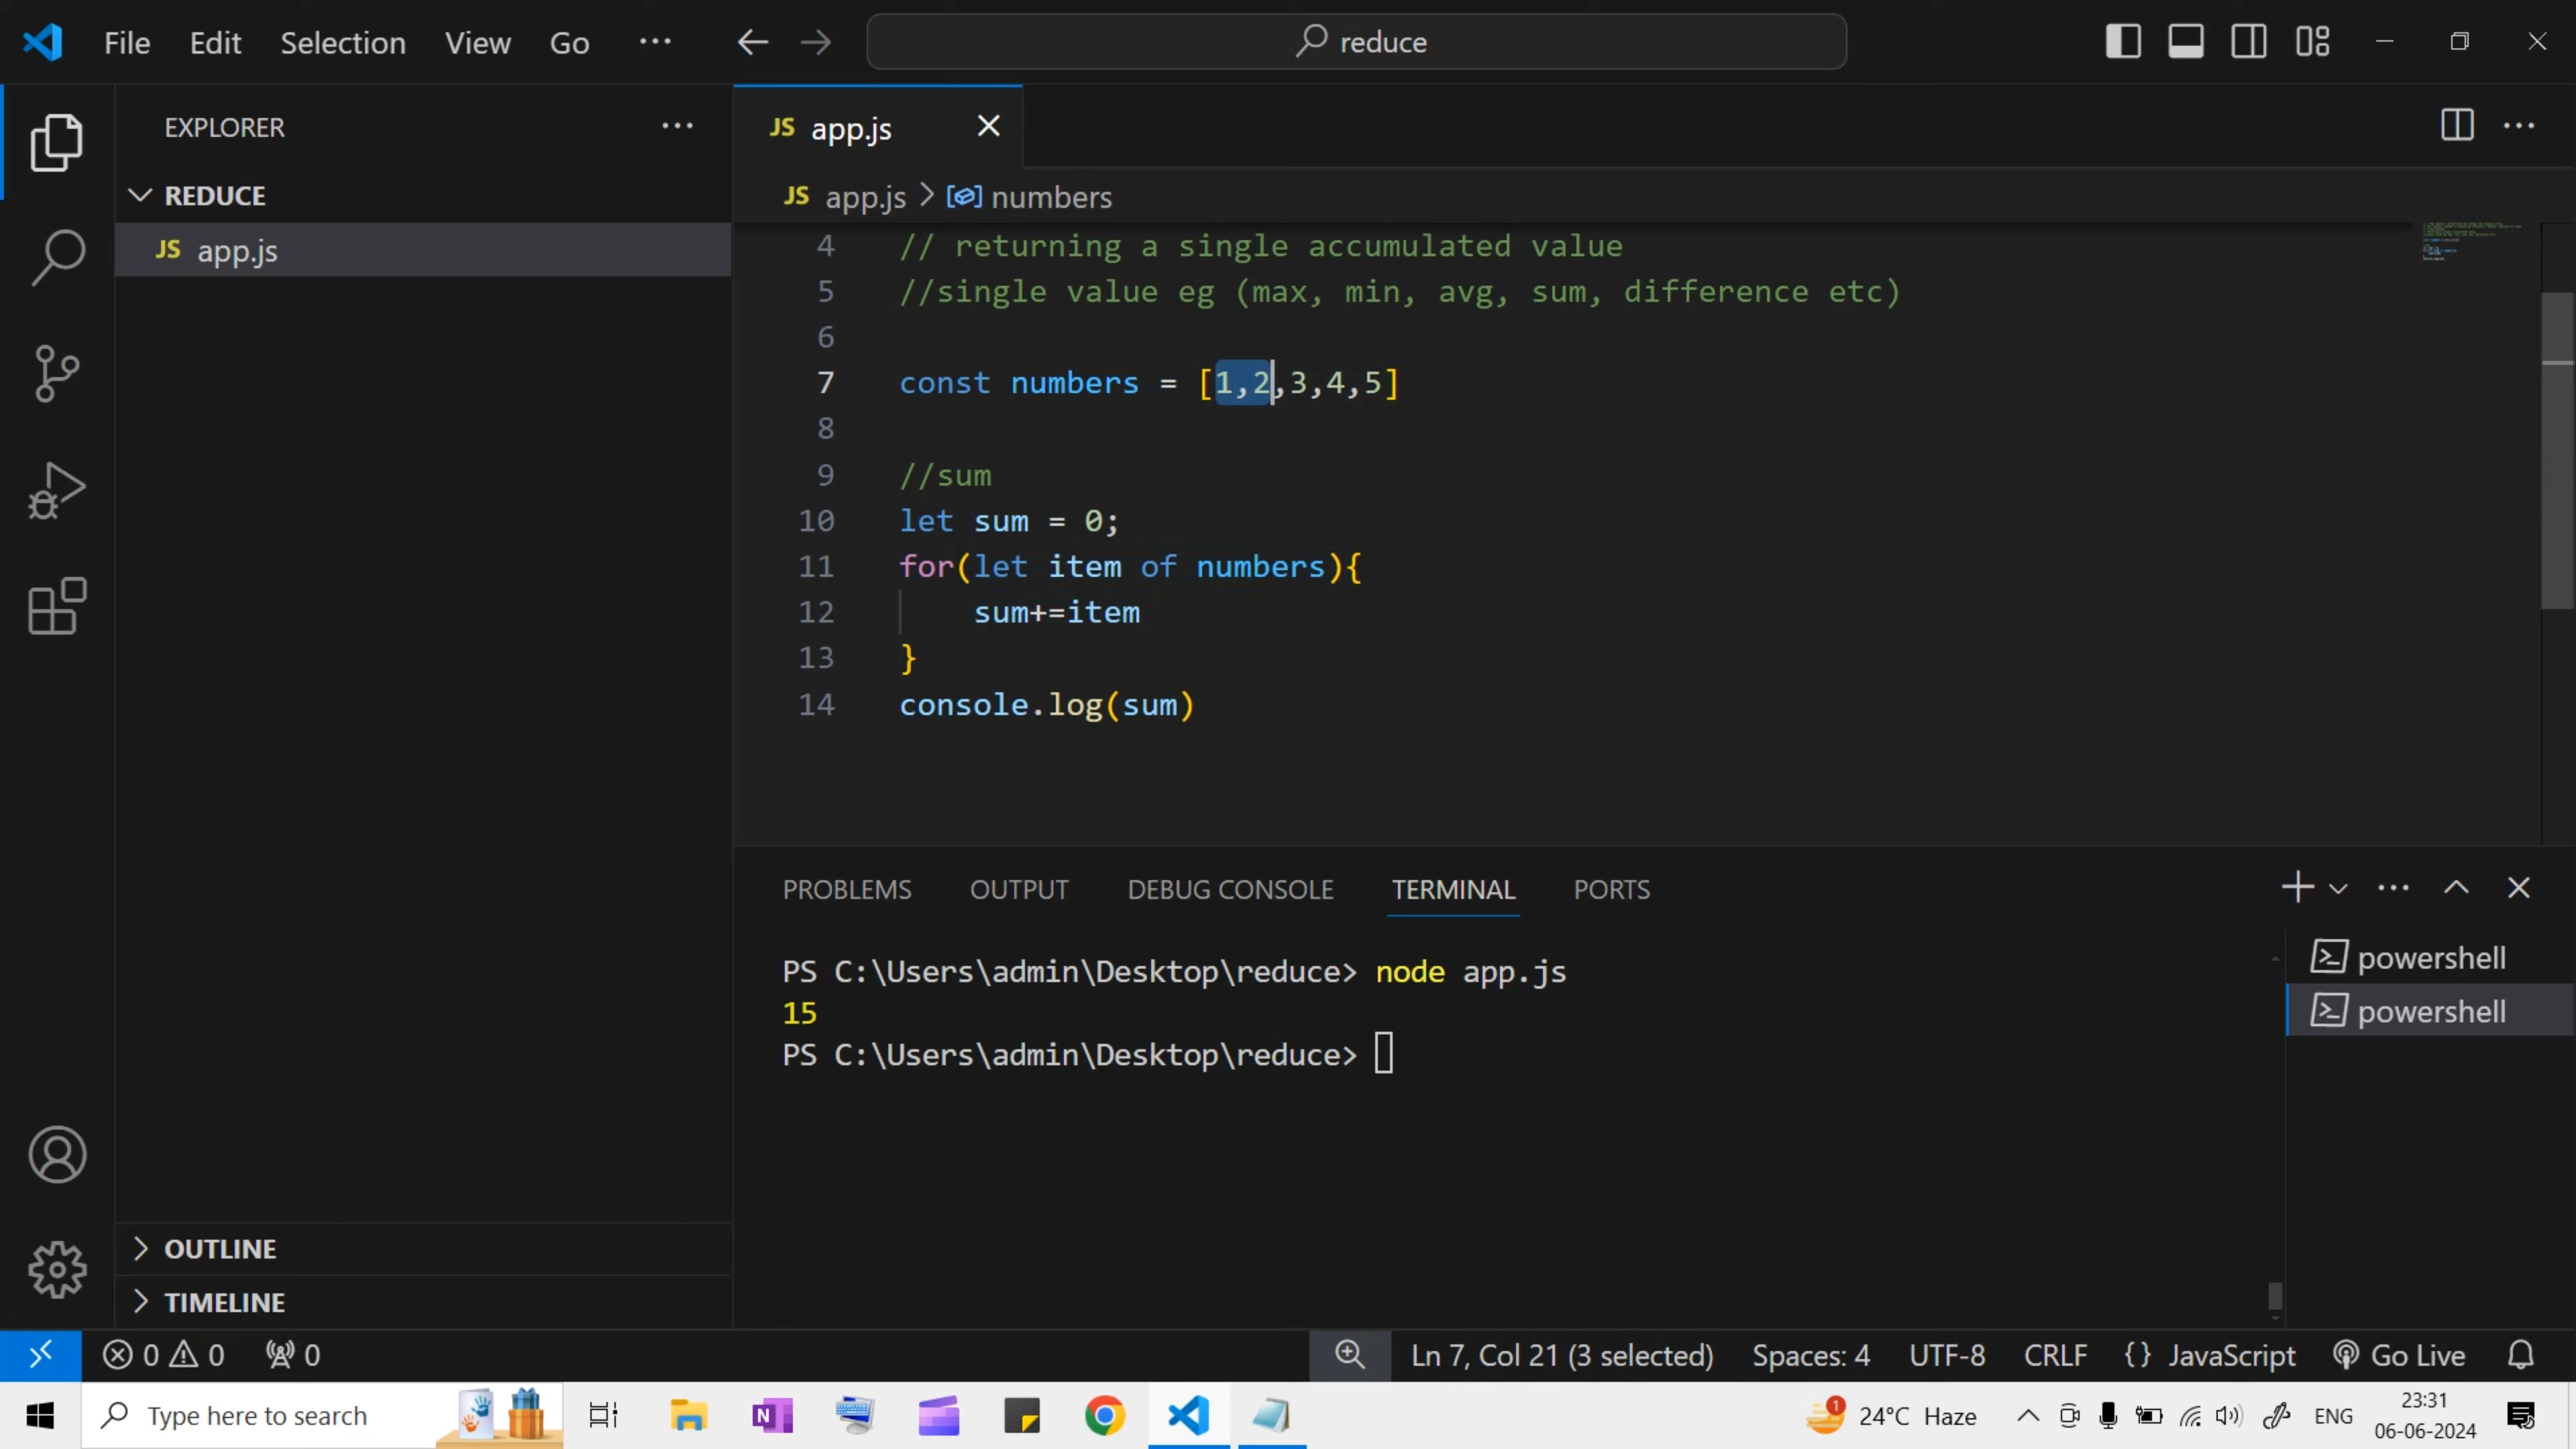 File Edit Selection View Go ··· reduce
EXPLORER ···
REDUCE
JS app.js
JS app.js
JS app.js > numbers
4 // returning a single accumulated value
5 //single value eg (max, min, avg, sum, difference etc)
6
7 const numbers = [1,2,3,4,5]
8
9 //sum
10 let sum = 0;
11 for(let item of numbers){
12 sum+=item
13 }
14 console.log(sum)
PROBLEMS OUTPUT DEBUG CONSOLE TERMINAL PORTS
PS C:\Users\admin\Desktop\reduce> node app.js
15
PS C:\Users\admin\Desktop\reduce>
powershell
powershell
OUTLINE
TIMELINE
0 0 0 Ln 7, Col 21 (3 selected) Spaces: 4 UTF-8 CRLF {} JavaScript Go Live
Type here to search N 1 24°C Haze ENG 23:31
06-06-2024